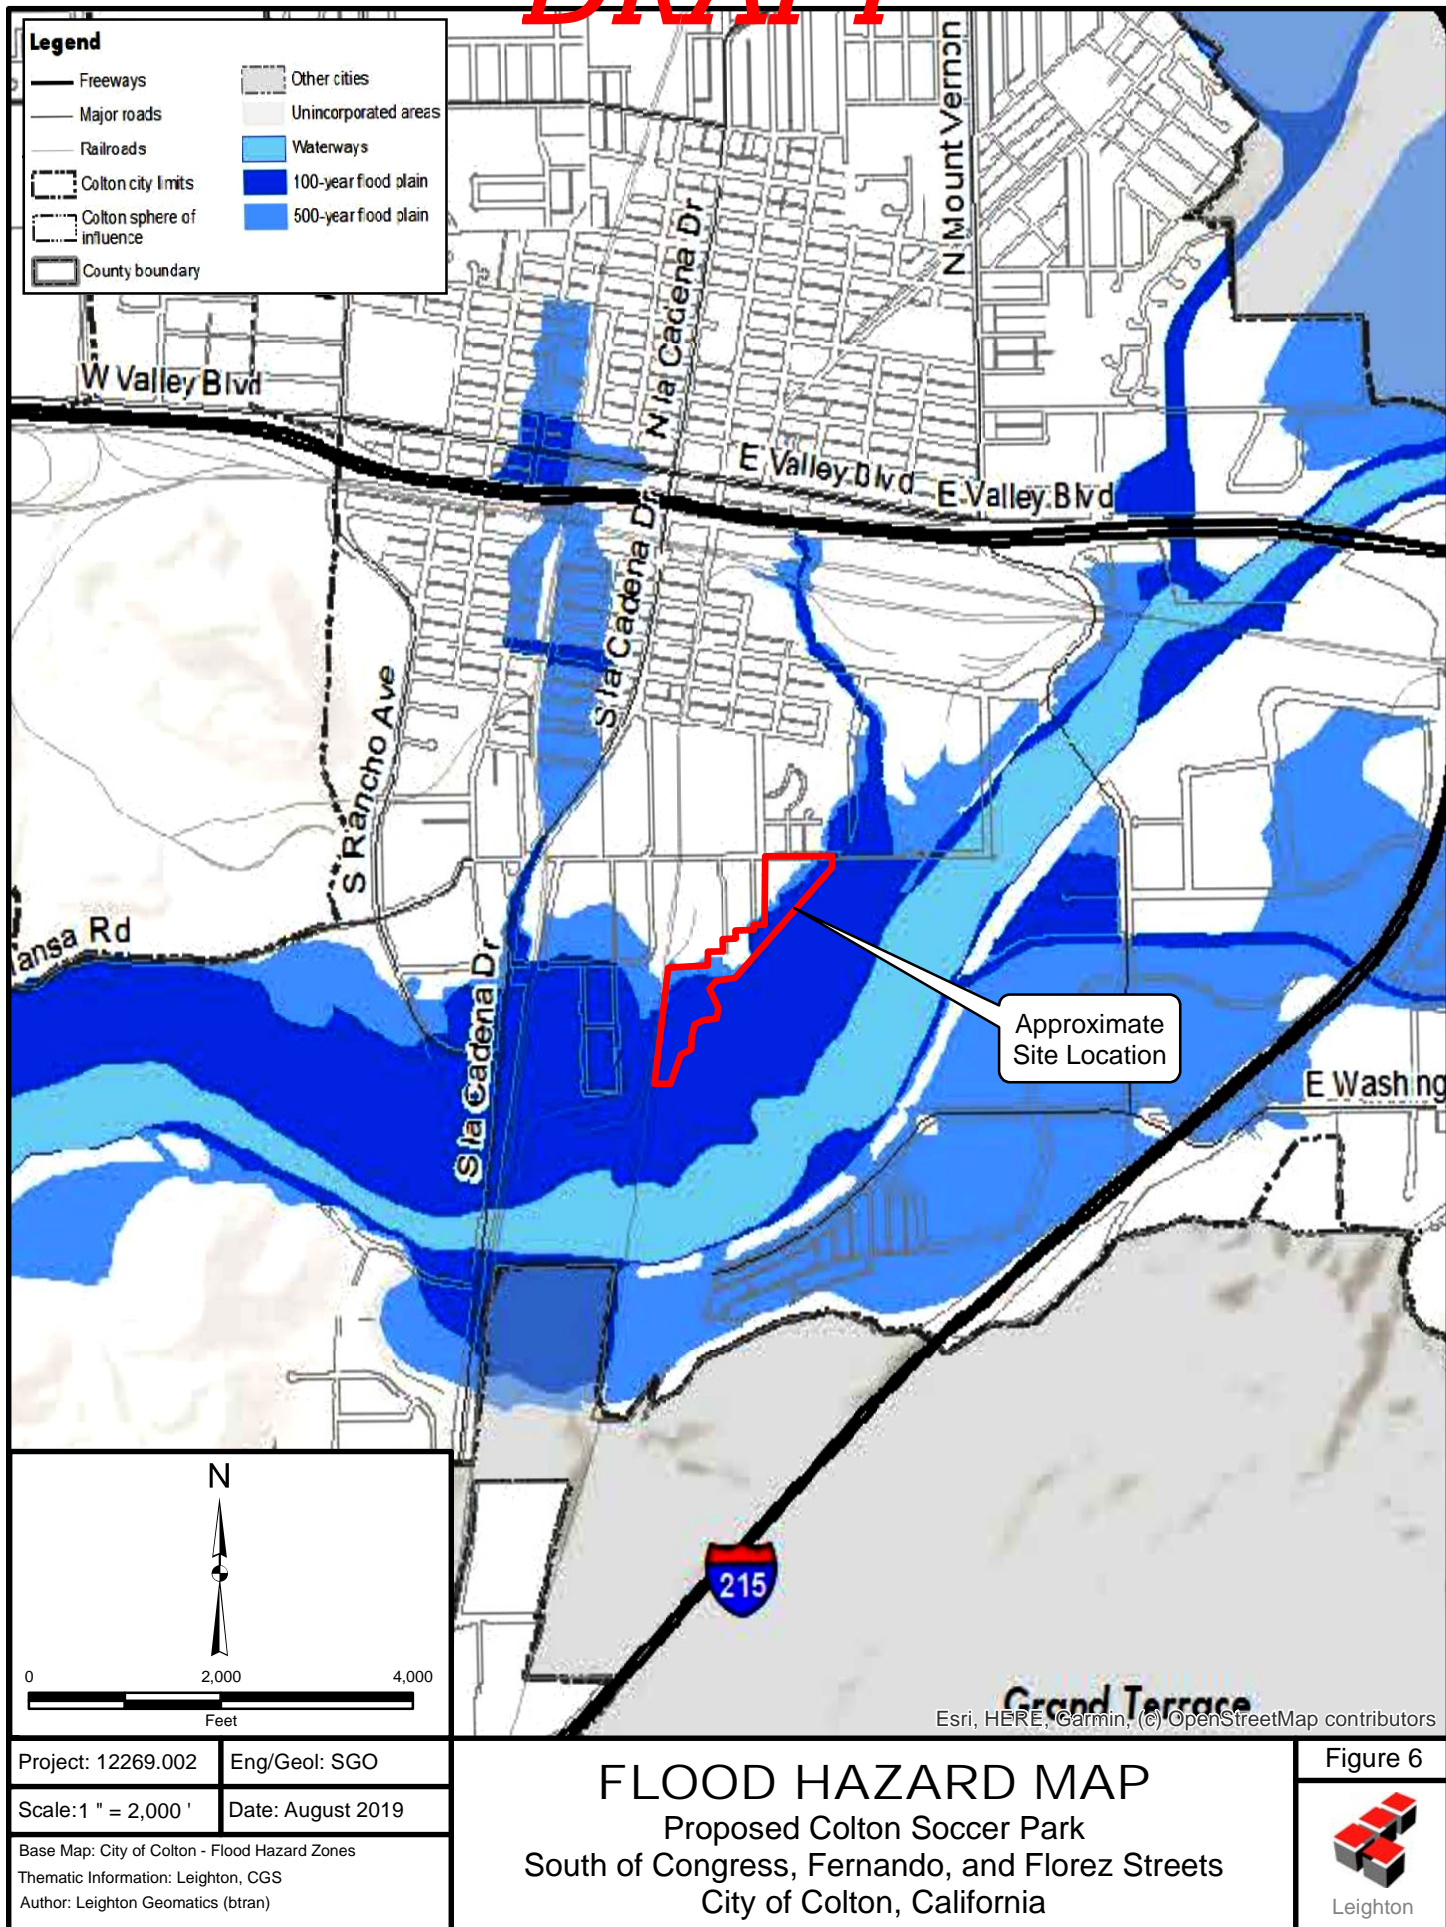 DRAFT
Legend
Freeways
Major roads
Railroads
Colton city limits
Colton sphere of
influence
County boundary
Other cities
Unincorporated areas
Waterways
100-year flood plain
500-year flood plain
N Mount Vernon
N la Cadena Dr
W Valley Blvd
E Valley Blvd
E Valley Blvd
S la Cadena Dr
S Rancho Ave
ansa Rd
S la Cadena Dr
Approximate
Site Location
E Washing
215
Grand Terrace
Esri, HERE, Garmin, (c) OpenStreetMap contributors
N
0 2,000 4,000
Feet
Project: 12269.002
Eng/Geol: SGO
Scale:1 " = 2,000 '
Date: August 2019
Base Map: City of Colton - Flood Hazard Zones
Thematic Information: Leighton, CGS
Author: Leighton Geomatics (btran)
FLOOD HAZARD MAP
Proposed Colton Soccer Park
South of Congress, Fernando, and Florez Streets
City of Colton, California
Figure 6
Leighton